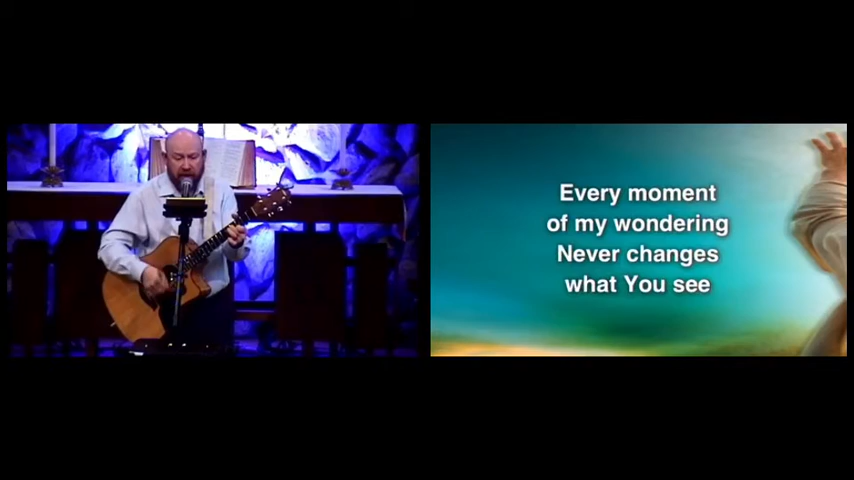 Every moment
of my wondering
Never changes
what You see